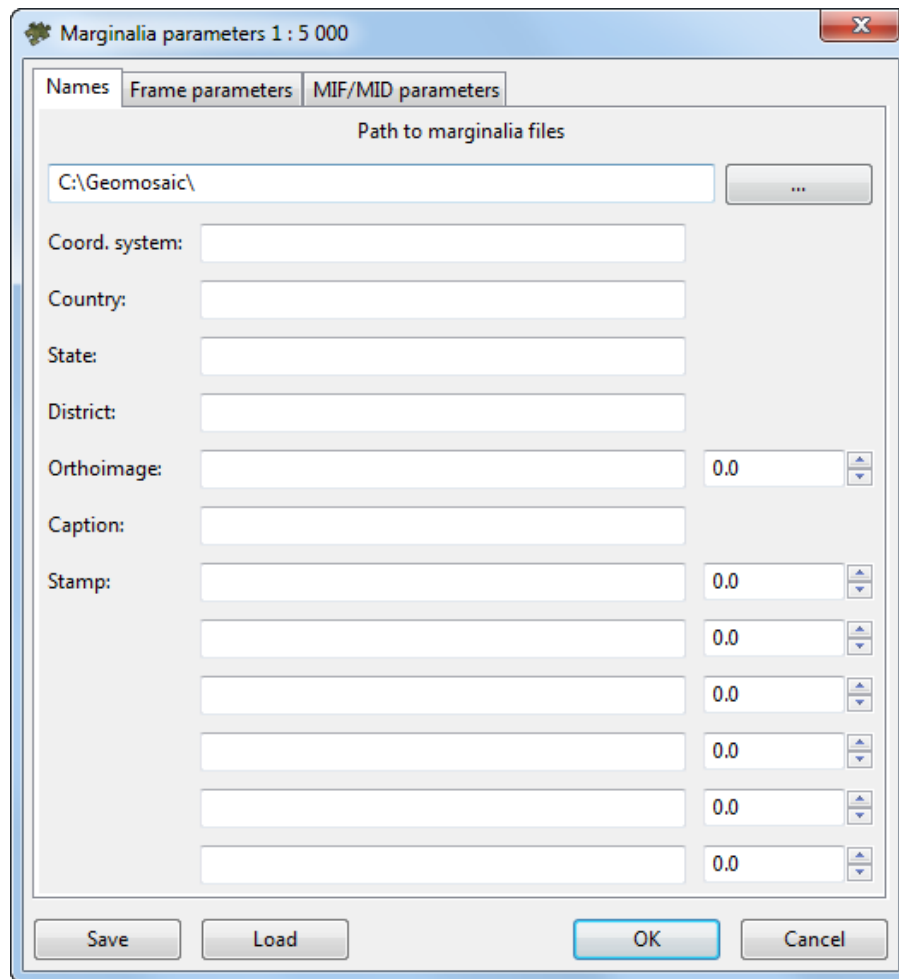 Marginalia parameters 1 : 5 000
Names Frame parameters MIF/MID parameters
Path to marginalia files
C:\Geomosaic\ ...
Coord. system:
Country:
State:
District:
Orthoimage: 0.0
Caption:
Stamp: 0.0
0.0
0.0
0.0
0.0
0.0
Save Load OK Cancel